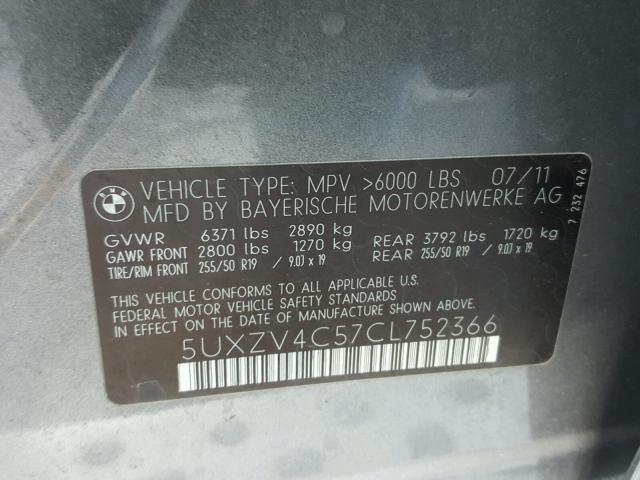 BMW
VEHICLE TYPE: MPV >6000 LBS 07/11
MFD BY BAYERISCHE MOTORENWERKE AG
GVWR 6371 lbs 2890 kg
GAWR FRONT 2800 lbs 1270 kg REAR 3792 lbs 1720 kg
TIRE/RIM FRONT 255/50 R19 / 9.0J x 19 REAR 255/50 R19 / 9.0J x 19
THIS VEHICLE CONFORMS TO ALL APPLICABLE U.S.
FEDERAL MOTOR VEHICLE SAFETY STANDARDS
IN EFFECT ON THE DATE OF MANUFACTURE SHOWN ABOVE.
5UXZV4C57CL752366
7 232 476